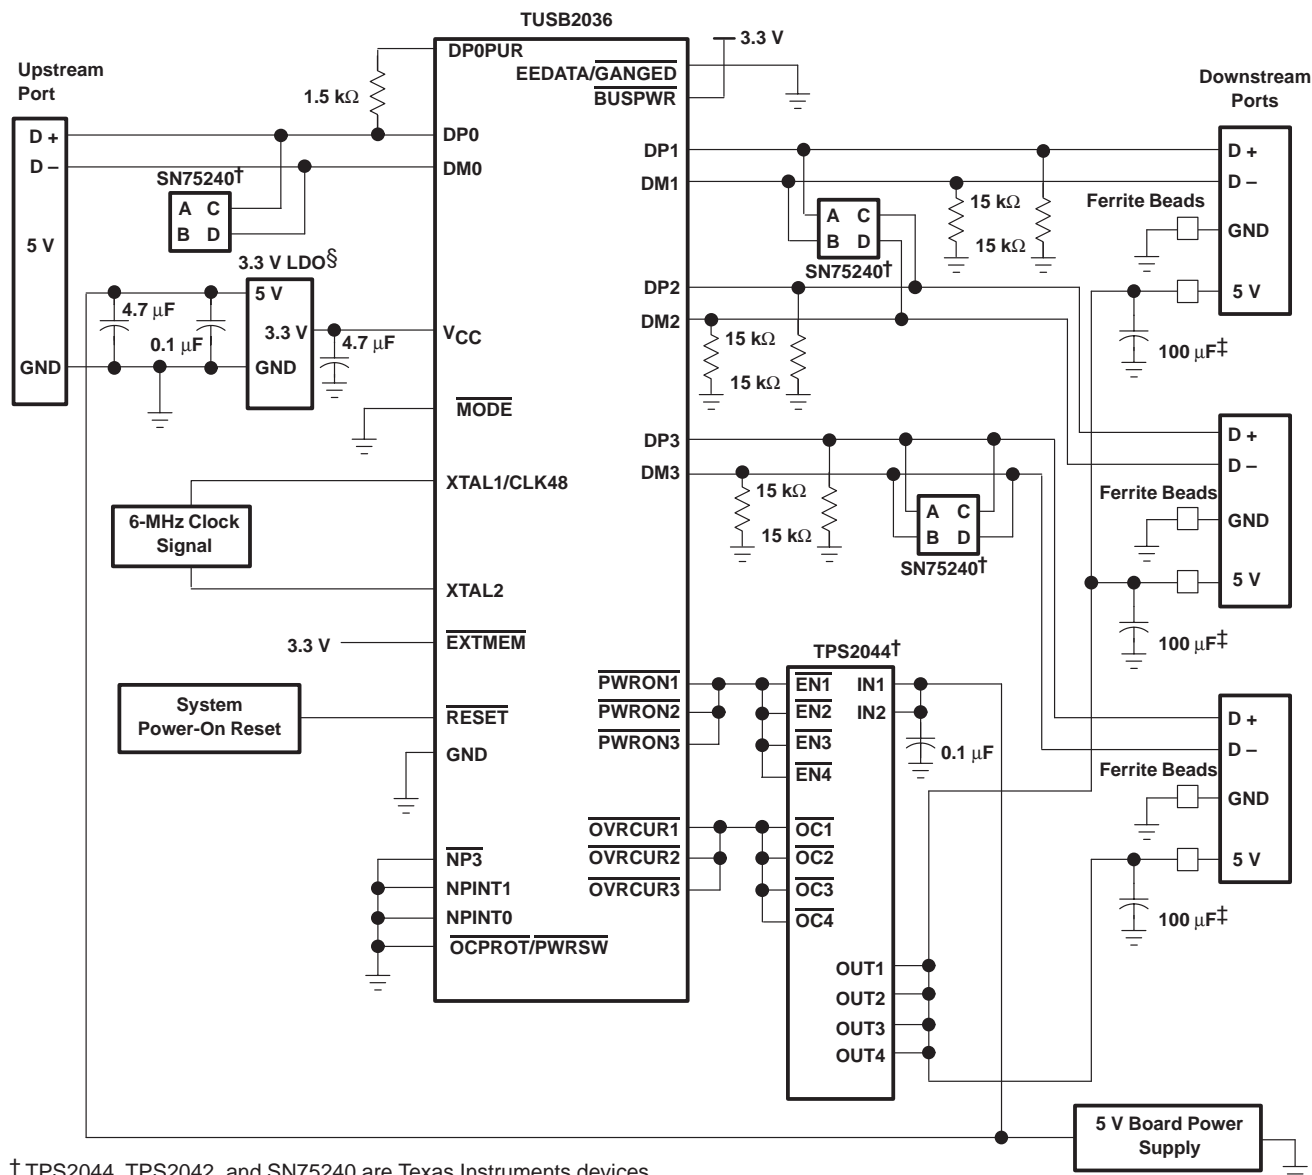 TUSB2036
Upstream
Port
D +
D –
5 V
GND
1.5 kΩ
SN75240†
A C
B D
3.3 V LDO§
5 V
3.3 V
GND
4.7 µF
0.1 µF
4.7 µF
6-MHz Clock
Signal
3.3 V
System
Power-On Reset
DP0PUR
DP0
DM0
VCC
MODE
XTAL1/CLK48
XTAL2
EXTMEM
RESET
GND
NP3
NPINT1
NPINT0
OCPROT/PWRSW
EEDATA/GANGED
BUSPWR
3.3 V
DP1
DM1
DP2
DM2
DP3
DM3
PWRON1
PWRON2
PWRON3
OVRCUR1
OVRCUR2
OVRCUR3
A C
B D
SN75240†
15 kΩ
15 kΩ
15 kΩ
15 kΩ
15 kΩ
15 kΩ
A C
B D
SN75240†
TPS2044†
EN1 IN1
EN2 IN2
EN3
EN4
OC1
OC2
OC3
OC4
OUT1
OUT2
OUT3
OUT4
0.1 µF
Downstream
Ports
D +
D –
Ferrite Beads
GND
5 V
100 µF‡
D +
D –
Ferrite Beads
GND
5 V
100 µF‡
D +
D –
Ferrite Beads
GND
5 V
100 µF‡
5 V Board Power
Supply
† TPS2044, TPS2042, and SN75240 are Texas Instruments devices